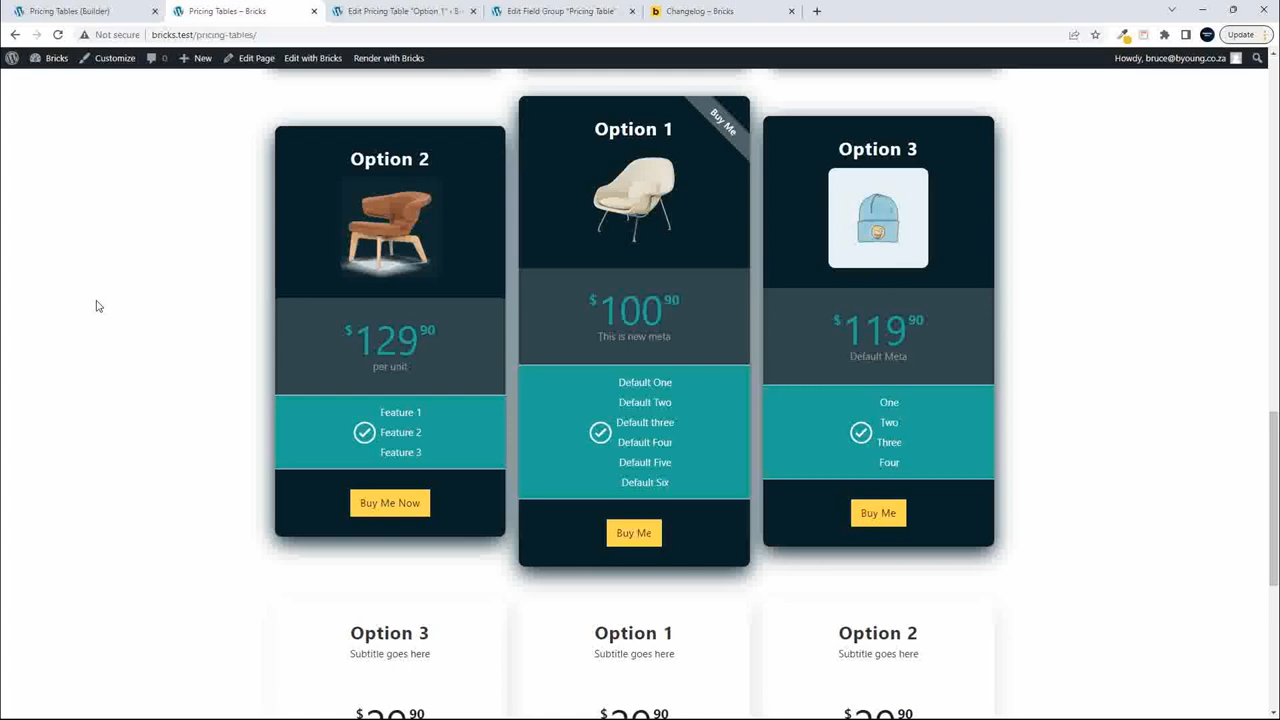 Pricing Tables (Builder)
Pricing Tables – Bricks
Edit Pricing Table "Option 1" ‹ B
Edit Field Group "Pricing Table"
Changelog – Bricks
Not secure
bricks.test/pricing-tables/
Update
Bricks
Customize
0
New
Edit Page
Edit with Bricks
Render with Bricks
Howdy, bruce@byoung.co.za
Option 2
$129 90
per unit
Feature 1
Feature 2
Feature 3
Buy Me Now
Buy Me
Option 1
$100 90
This is new meta
Default One
Default Two
Default three
Default Four
Default Five
Default Six
Buy Me
Option 3
$119 90
Default Meta
One
Two
Three
Four
Buy Me
Option 3
Subtitle goes here
Option 1
Subtitle goes here
Option 2
Subtitle goes here